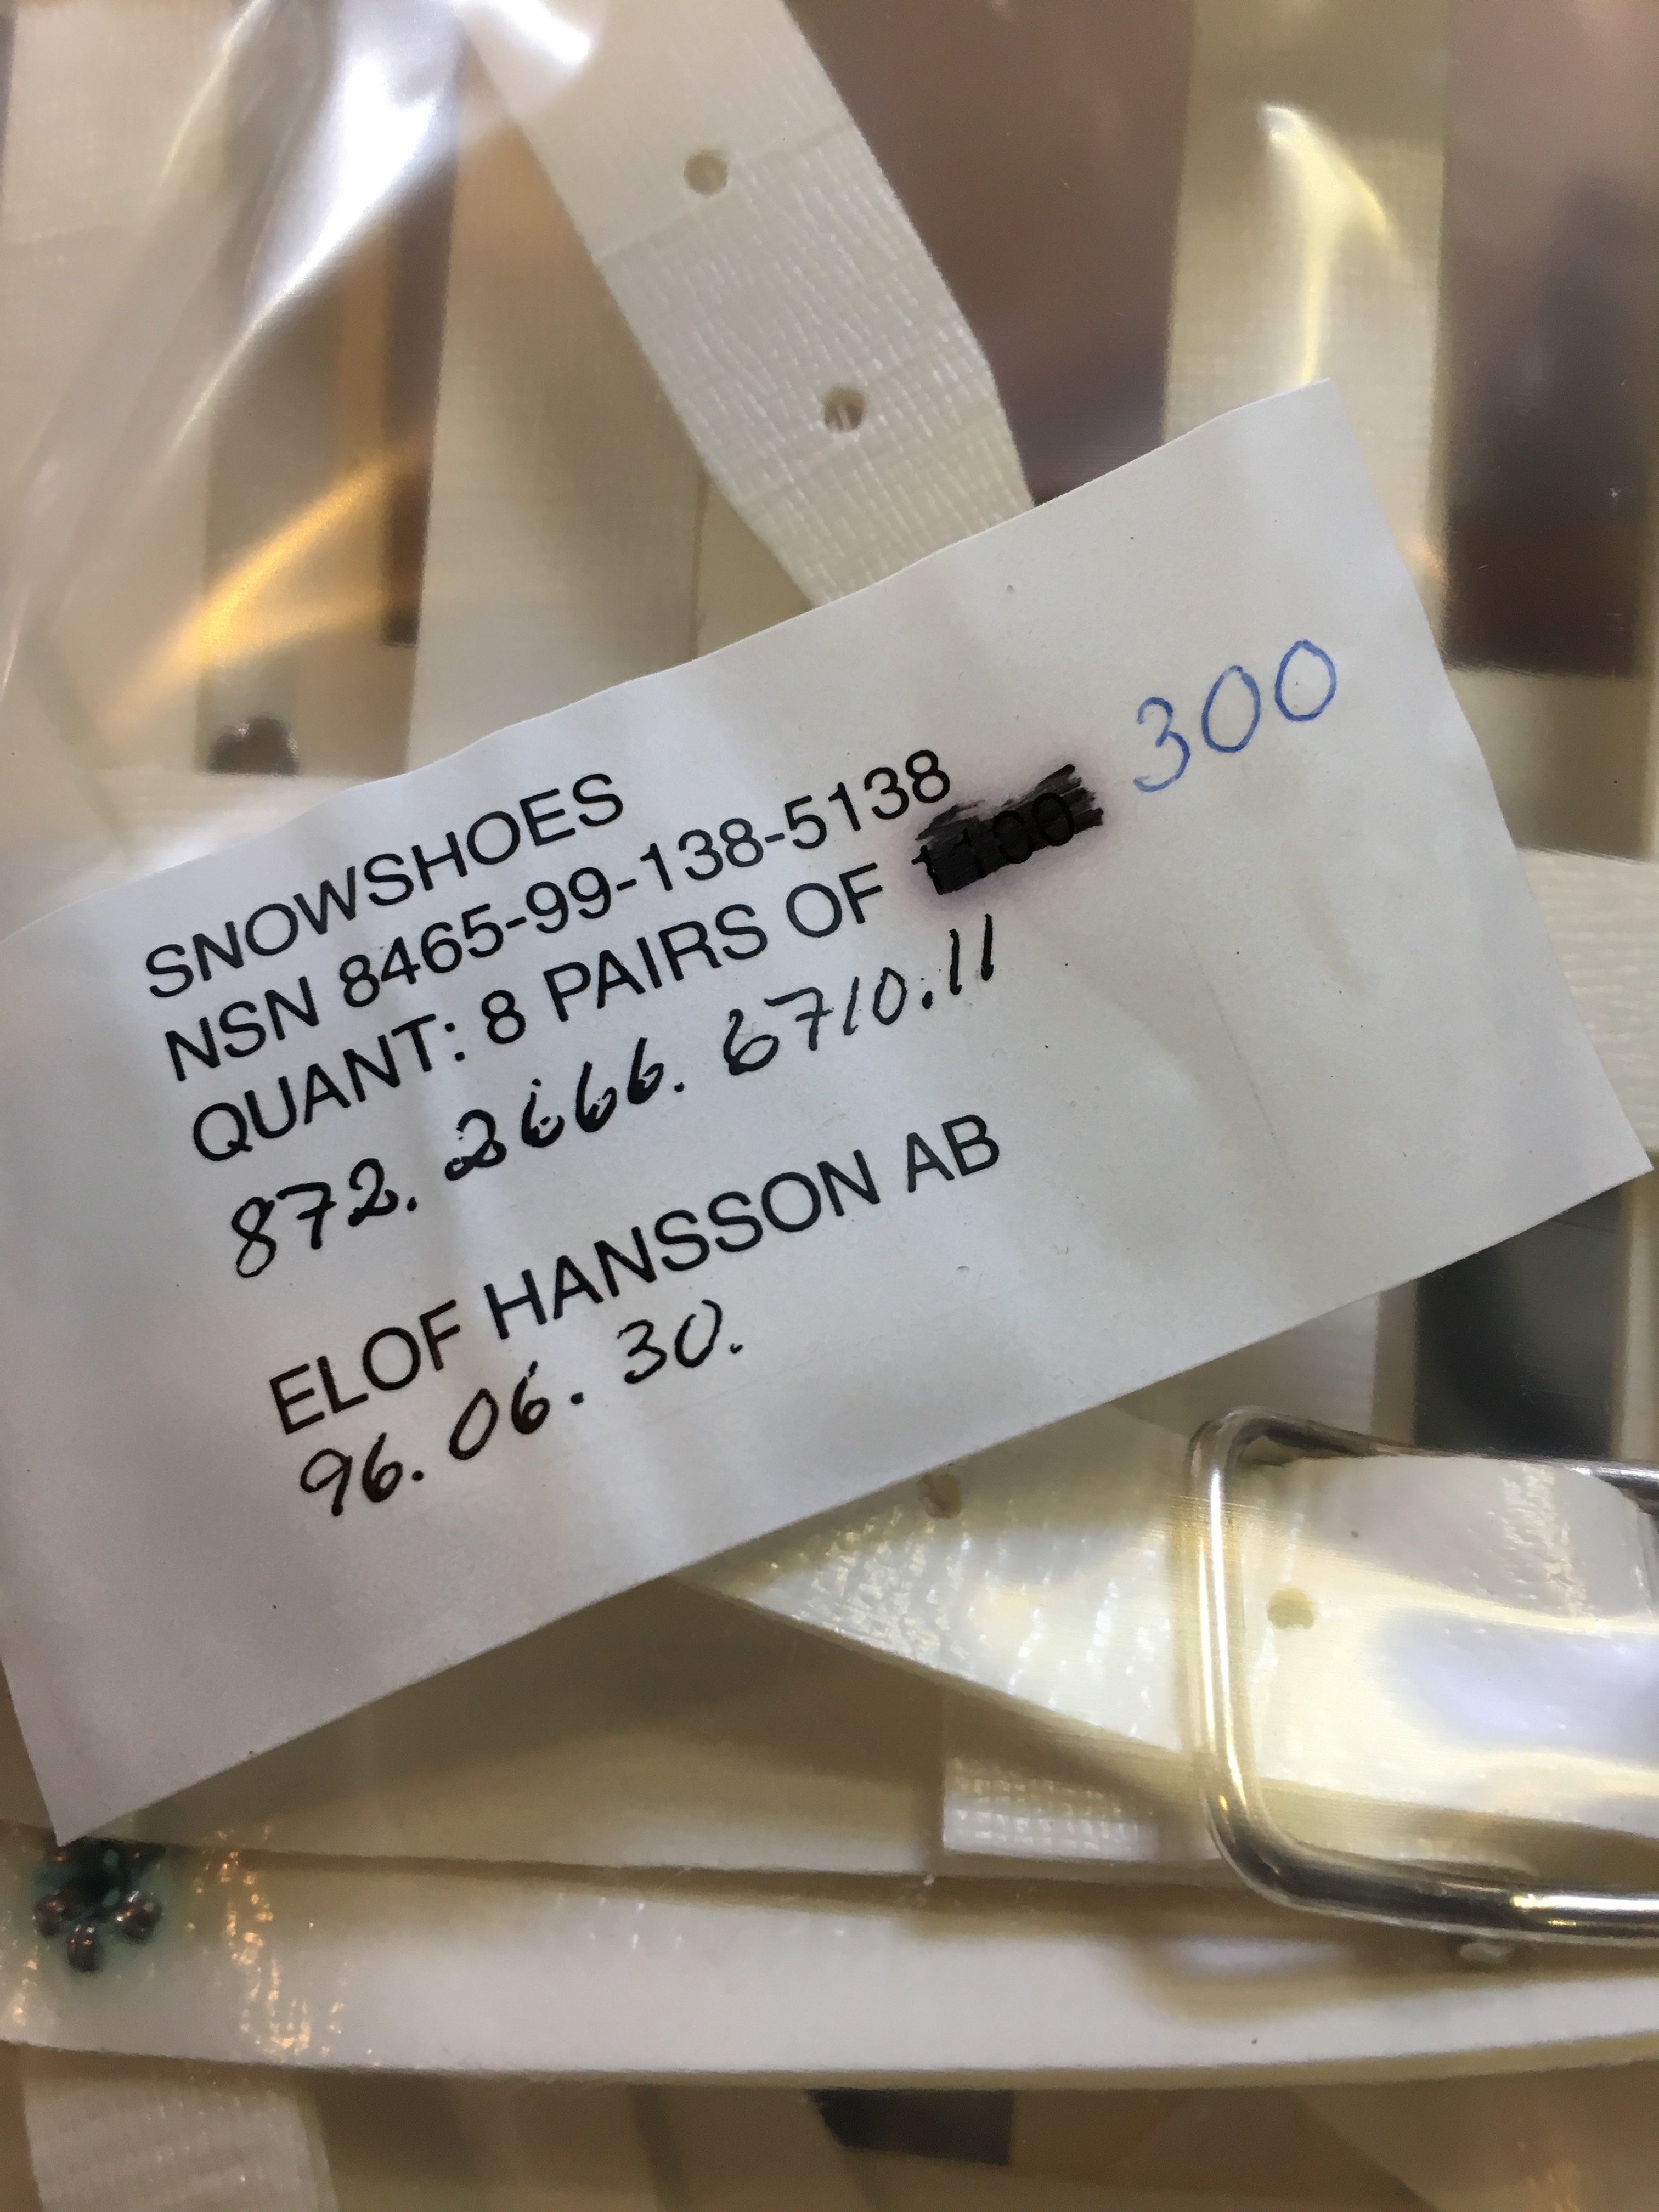 SNOWSHOES
NSN 8465-99-138-5138
QUANT: 8 PAIRS OF 1100 300
872. 2666. 6710.11
ELOF HANSSON AB
96. 06. 30.